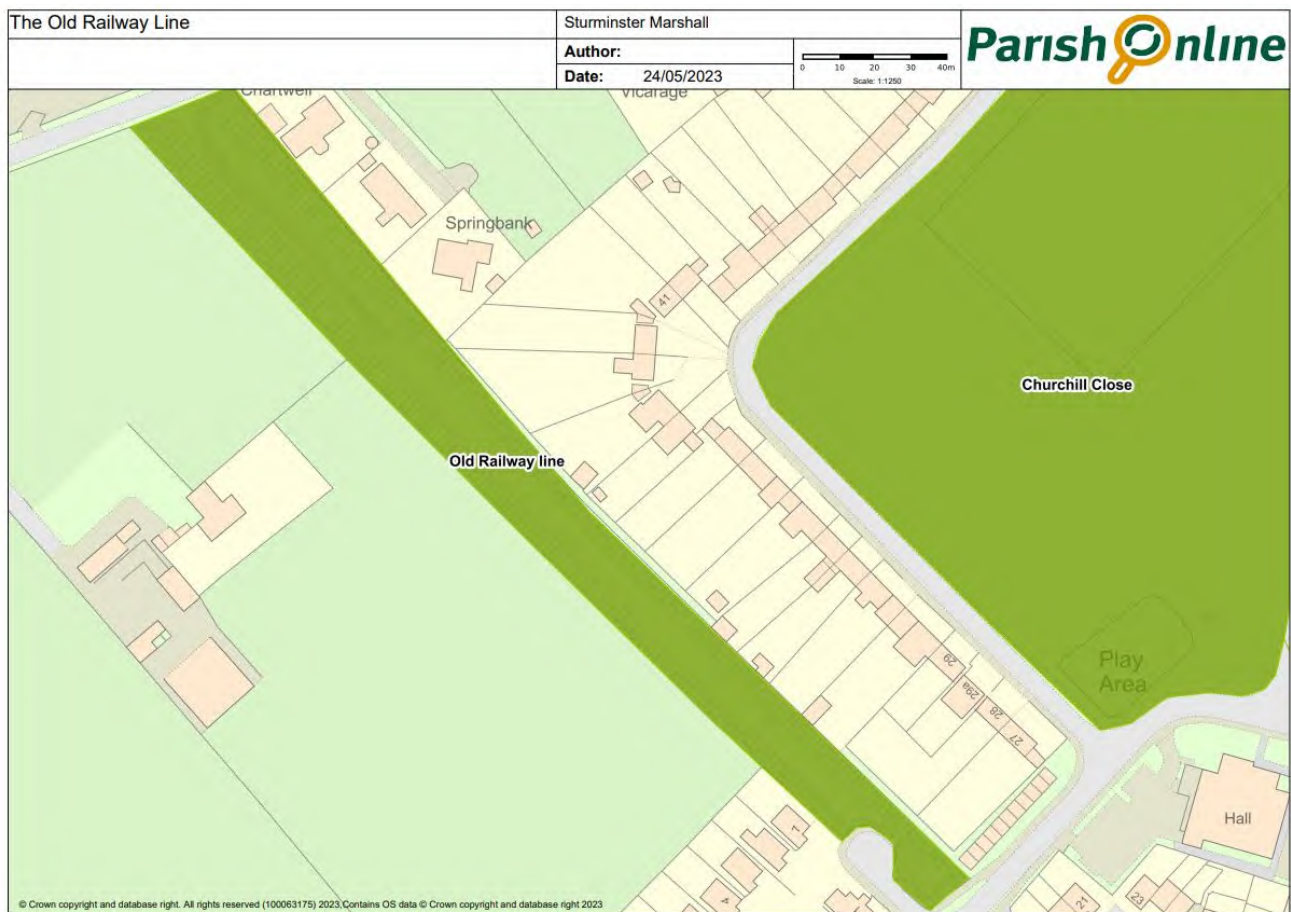 The Old Railway Line
Sturminster Marshall
Author:
Date: 24/05/2023
0 10 20 30 40m
Scale: 1:1250
Parish Online
Chartwell
Vicarage
Springbank
41
Churchill Close
Old Railway line
29
29a
28
27
Play
Area
Hall
1
4
21
23
© Crown copyright and database right. All rights reserved (100063175) 2023,Contains OS data © Crown copyright and database right 2023